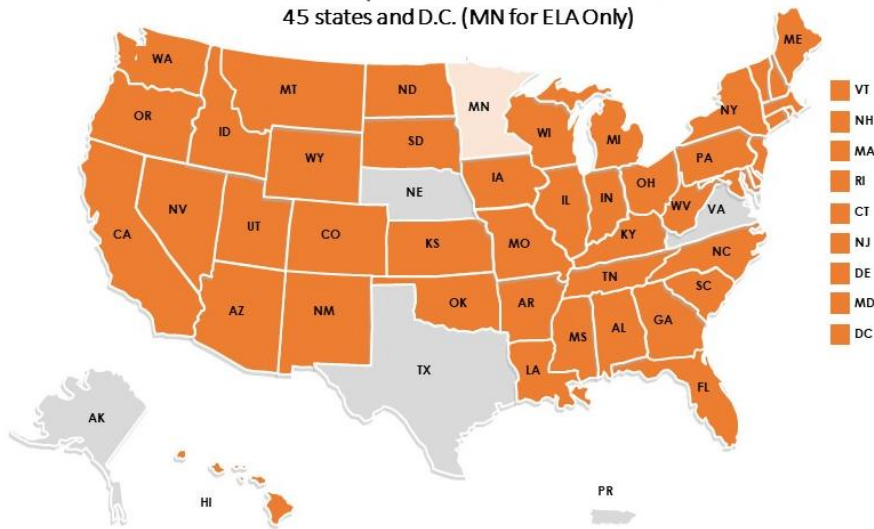 45 states and D.C. (MN for ELA Only)
ME
WA
VT
MT
ND
MN
NH
OR
NY
ID
WI
SD
MI
MA
WY
PA
IA
RI
NE
OH
NV
IL
IN
WV
VA
CT
UT
CA
CO
KS
MO
KY
NJ
NC
TN
DE
SC
AZ
NM
OK
AR
MD
MS
AL
GA
DC
TX
LA
FL
AK
PR
HI